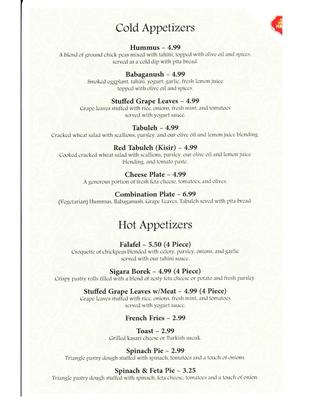 Cold Appetizers
Hummus - 4.99
A blend of ground chick peas mixed with tahini, topped with olive oil and spices.
served as a cold dip with pita bread.
Babaganush - 4.99
Smoked eggplant, tahini, yogurt, garlic, fresh lemon juice
topped with olive oil and spices.
Stuffed Grape Leaves - 4.99
Grape leaves stuffed with rice, onions, fresh mint, and tomatoes
served with yogurt sauce.
Tabuleh - 4.99
Cracked wheat salad with scallions, parsley, and our olive oil and lemon juice blending.
Red Tabuleh (Kisir) - 4.99
Cooked cracked wheat salad with scallions, parsley, our olive oil and lemon juice
blending, and tomato paste.
Cheese Plate - 4.99
A generous portion of fresh feta cheese, tomatoes, and olives.
Combination Plate - 6.99
(Vegetarian) Hummus, Babaganush, Grape Leaves, Tabuleh served with pita bread
Hot Appetizers
Falafel - 5.50 (4 Piece)
Croquette of chickpeas blended with celery, parsley, onions, and garlic
served with our tahini sauce.
Sigara Borek - 4.99 (4 Piece)
Crispy pastry rolls filled with a blend of zesty feta cheese or potato and fresh parsley.
Stuffed Grape Leaves w/Meat - 4.99 (4 Piece)
Grape leaves stuffed with rice, onions, fresh mint, and tomatoes
served with yogurt sauce.
French Fries - 2.99
Toast - 2.99
Grilled kasari cheese or Turkish sucuk.
Spinach Pie - 2.99
Triangle pastry dough stuffed with spinach, tomatoes and a touch of onions.
Spinach & Feta Pie - 3.25
Triangle pastry dough stuffed with spinach, feta cheese, tomatoes and a touch of onion.